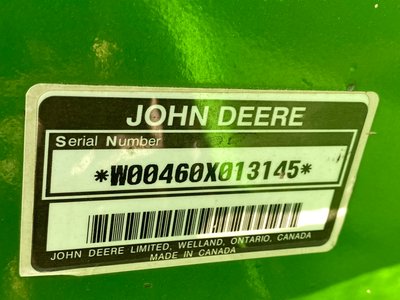 JOHN DEERE
Serial Number
*W00460X013145*
JOHN DEERE LIMITED, WELLAND, ONTARIO, CANADA
MADE IN CANADA